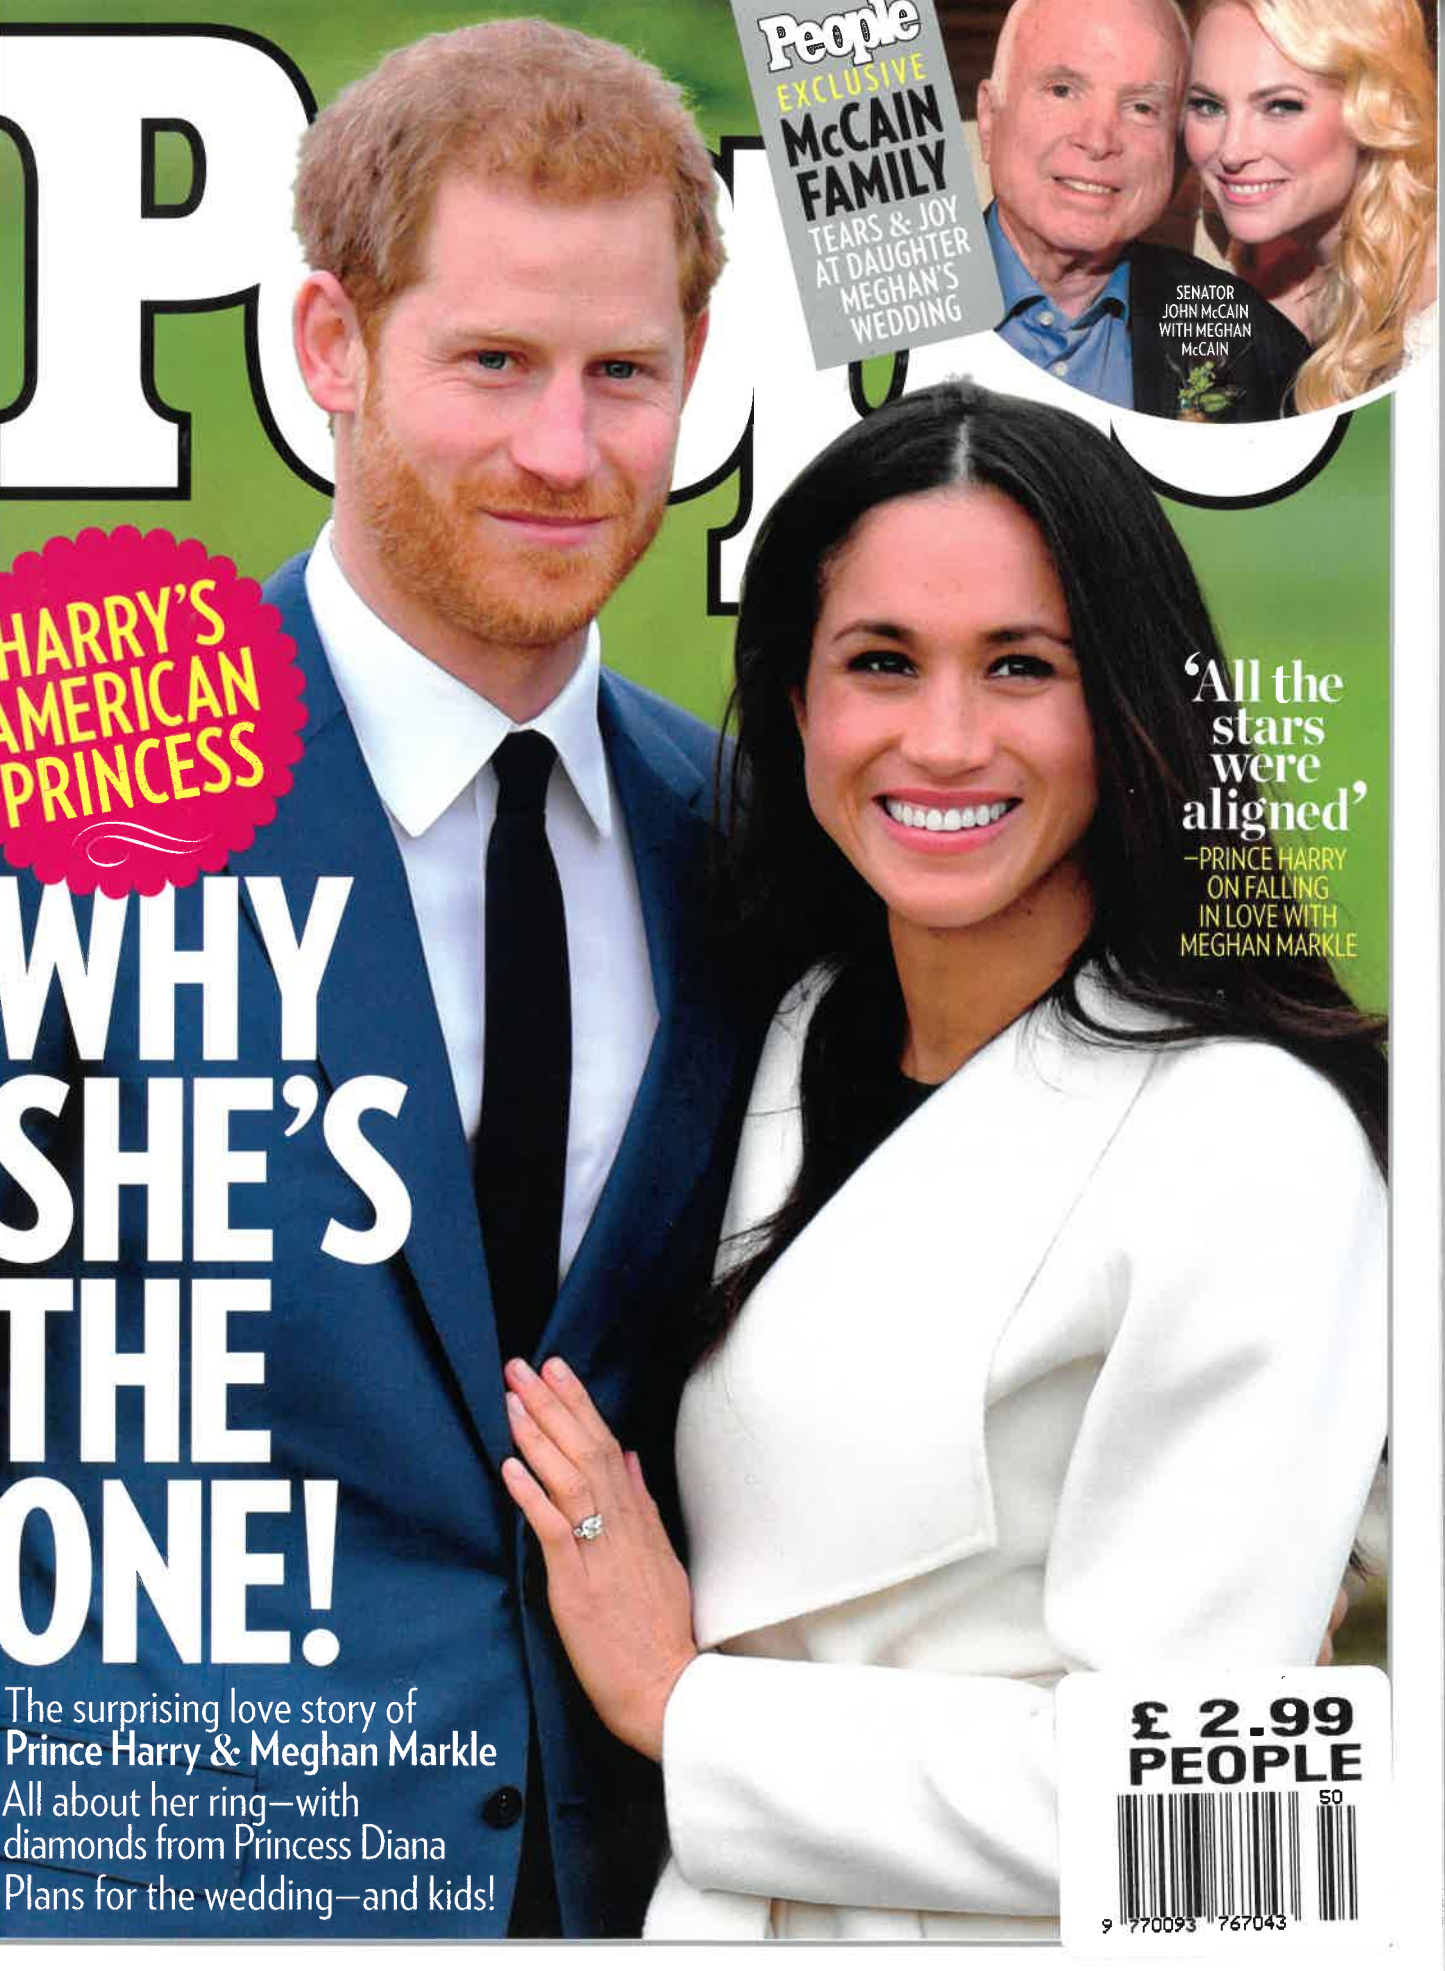 People
People
EXCLUSIVE
McCAIN
FAMILY
TEARS & JOY
AT DAUGHTER
MEGHAN'S
WEDDING
SENATOR
JOHN McCAIN
WITH MEGHAN
McCAIN
HARRY'S
AMERICAN
PRINCESS
'All the
stars
were
aligned'
–PRINCE HARRY
ON FALLING
IN LOVE WITH
MEGHAN MARKLE
WHY
SHE'S
THE
ONE!
The surprising love story of
Prince Harry & Meghan Markle
All about her ring—with
diamonds from Princess Diana
Plans for the wedding—and kids!
£ 2.99
PEOPLE
50
9 770093 767043